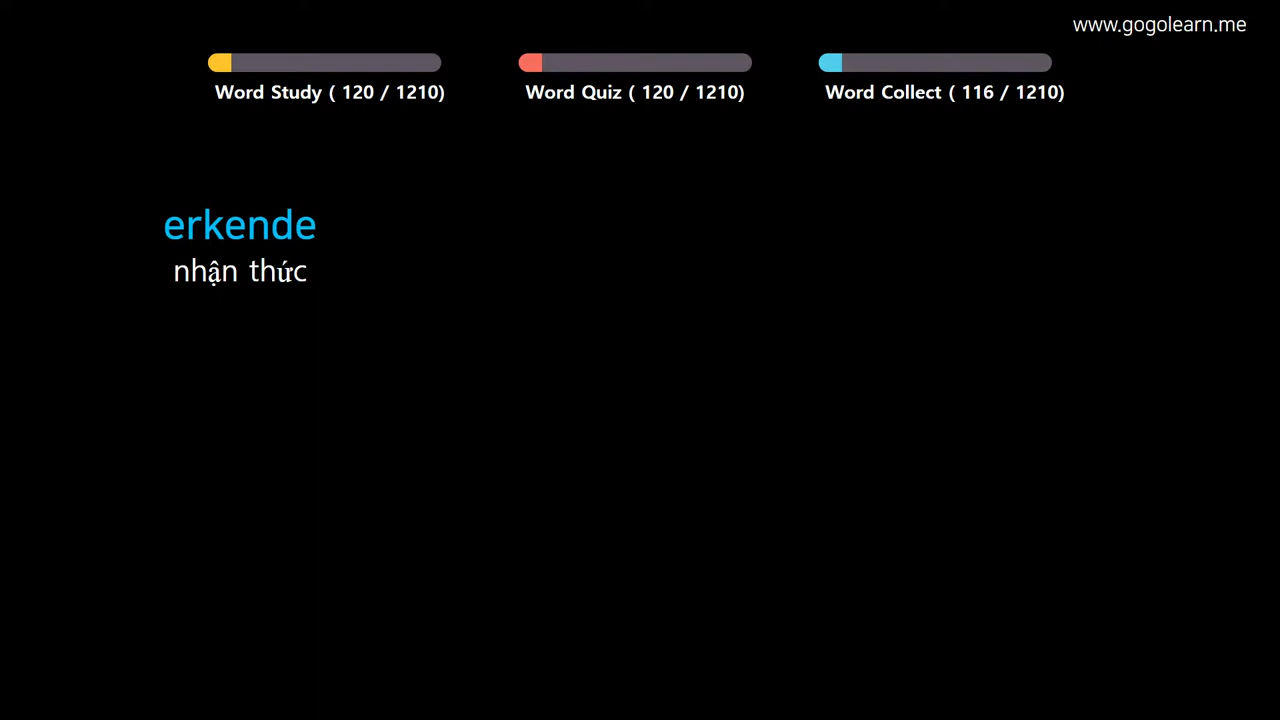 www.gogolearn.me
Word Study ( 120 / 1210)
Word Quiz ( 120 / 1210)
Word Collect ( 116 / 1210)
erkende
nhận thức